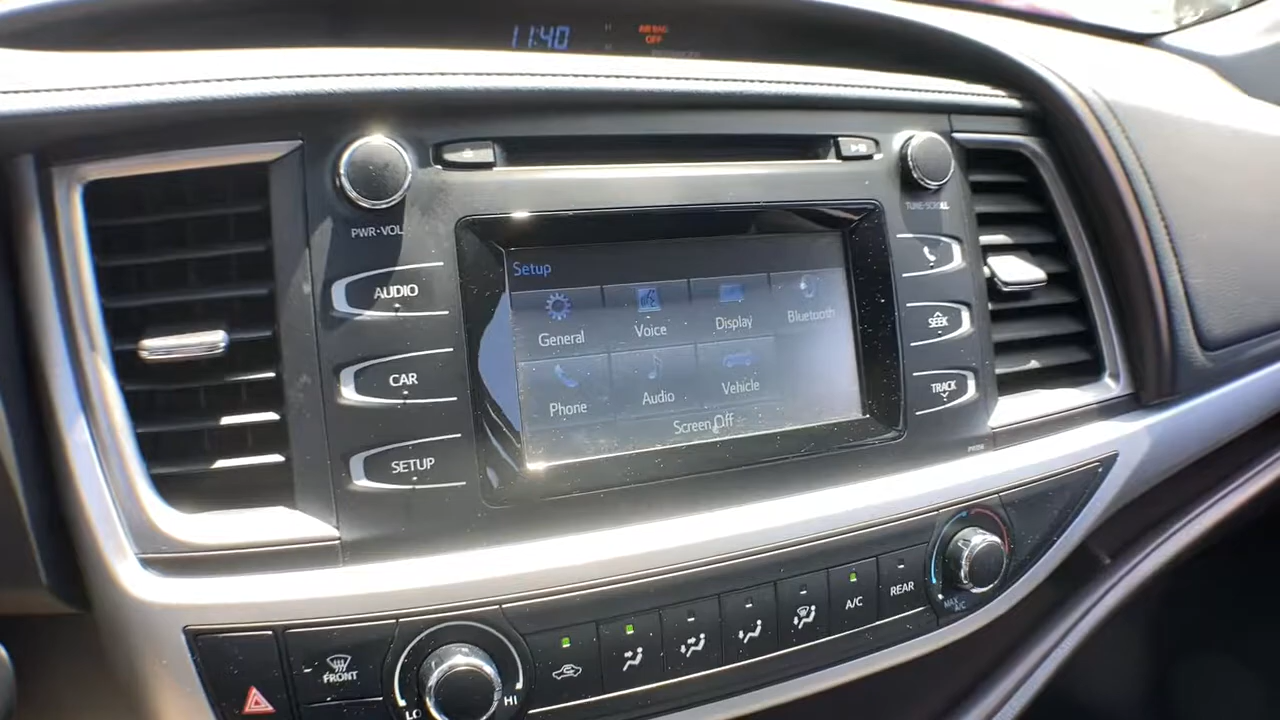 11:40
AIR BAG
OFF
PWR•VOL
TUNE•SCROLL
AUDIO
CAR
SETUP
Setup
General
Voice
Display
Bluetooth
Phone
Audio
Vehicle
Screen Off
SEEK
TRACK
FRONT
LO
HI
A/C
REAR
MAX
A/C